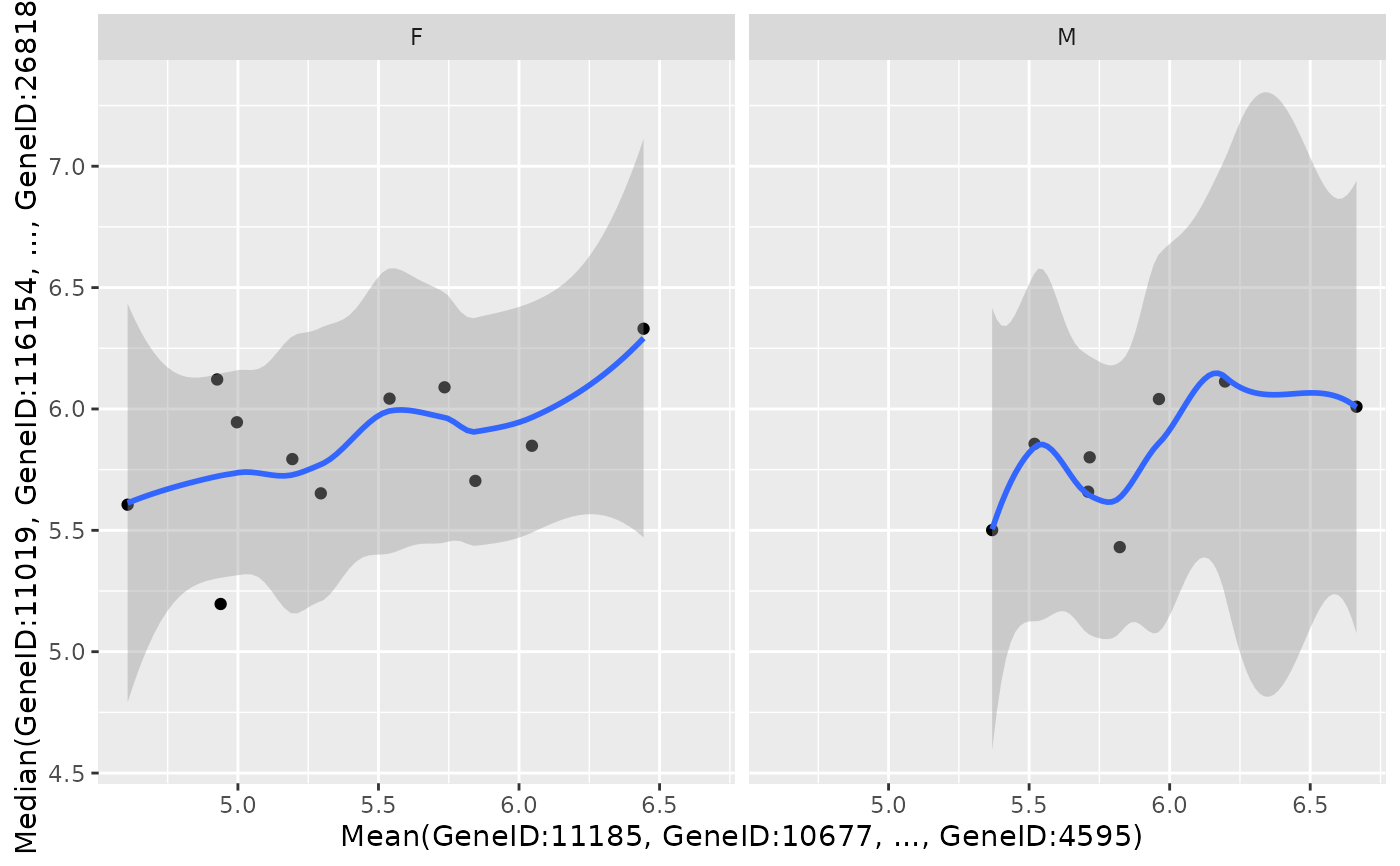 F
M
Median(GeneID:11019, GeneID:116154, ..., GeneID:26818
7.0
6.5
6.0
5.5
5.0
4.5
5.0 5.5 6.0 6.5
5.0 5.5 6.0 6.5
Mean(GeneID:11185, GeneID:10677, ..., GeneID:4595)